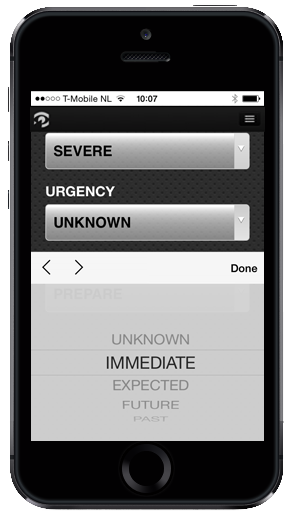 T-Mobile NL 10:07
SEVERE
URGENCY
UNKNOWN
Done
PREPARE
UNKNOWN
IMMEDIATE
EXPECTED
FUTURE
PAST